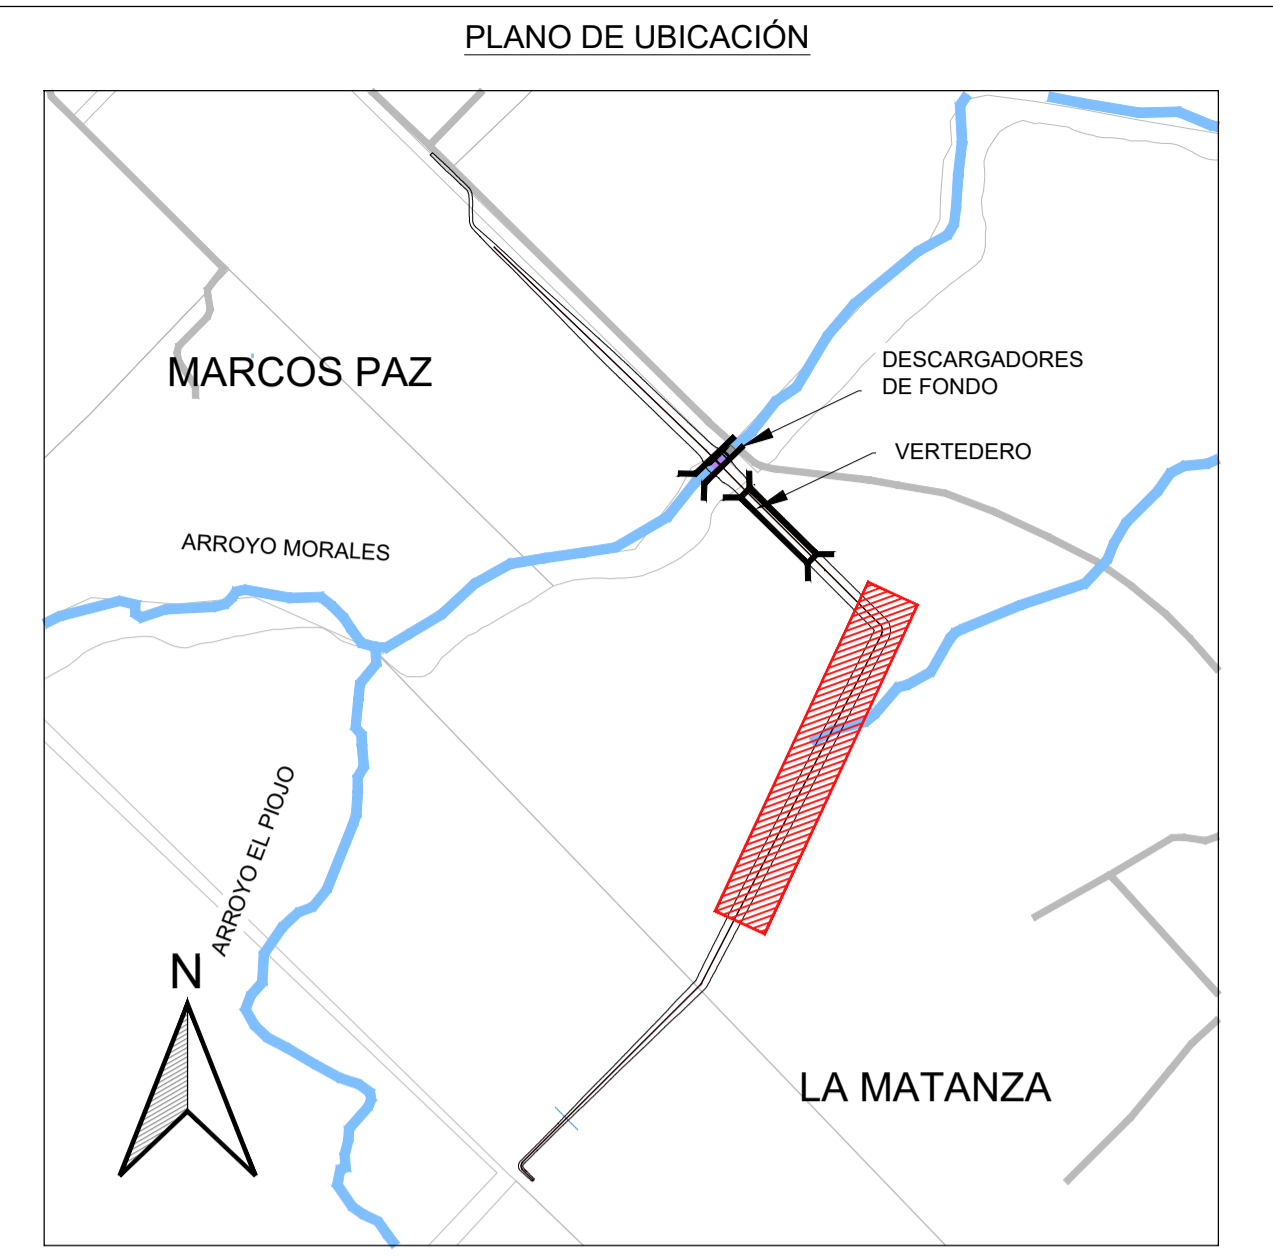 PLANO DE UBICACIÓN
MARCOS PAZ
DESCARGADORES
DE FONDO
VERTEDERO
ARROYO MORALES
ARROYO EL PIOJO
N
LA MATANZA